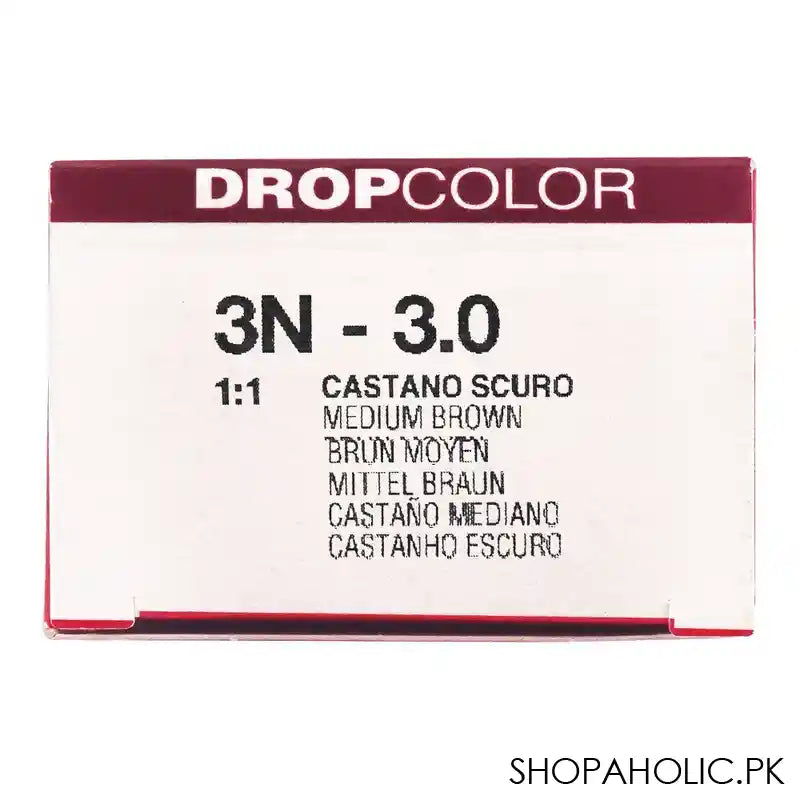 DROPCOLOR
3N - 3.0
1:1 CASTANO SCURO
MEDIUM BROWN
BRUN MOYEN
MITTEL BRAUN
CASTAÑO MEDIANO
CASTANHO ESCURO
SHOPAHOLIC.PK